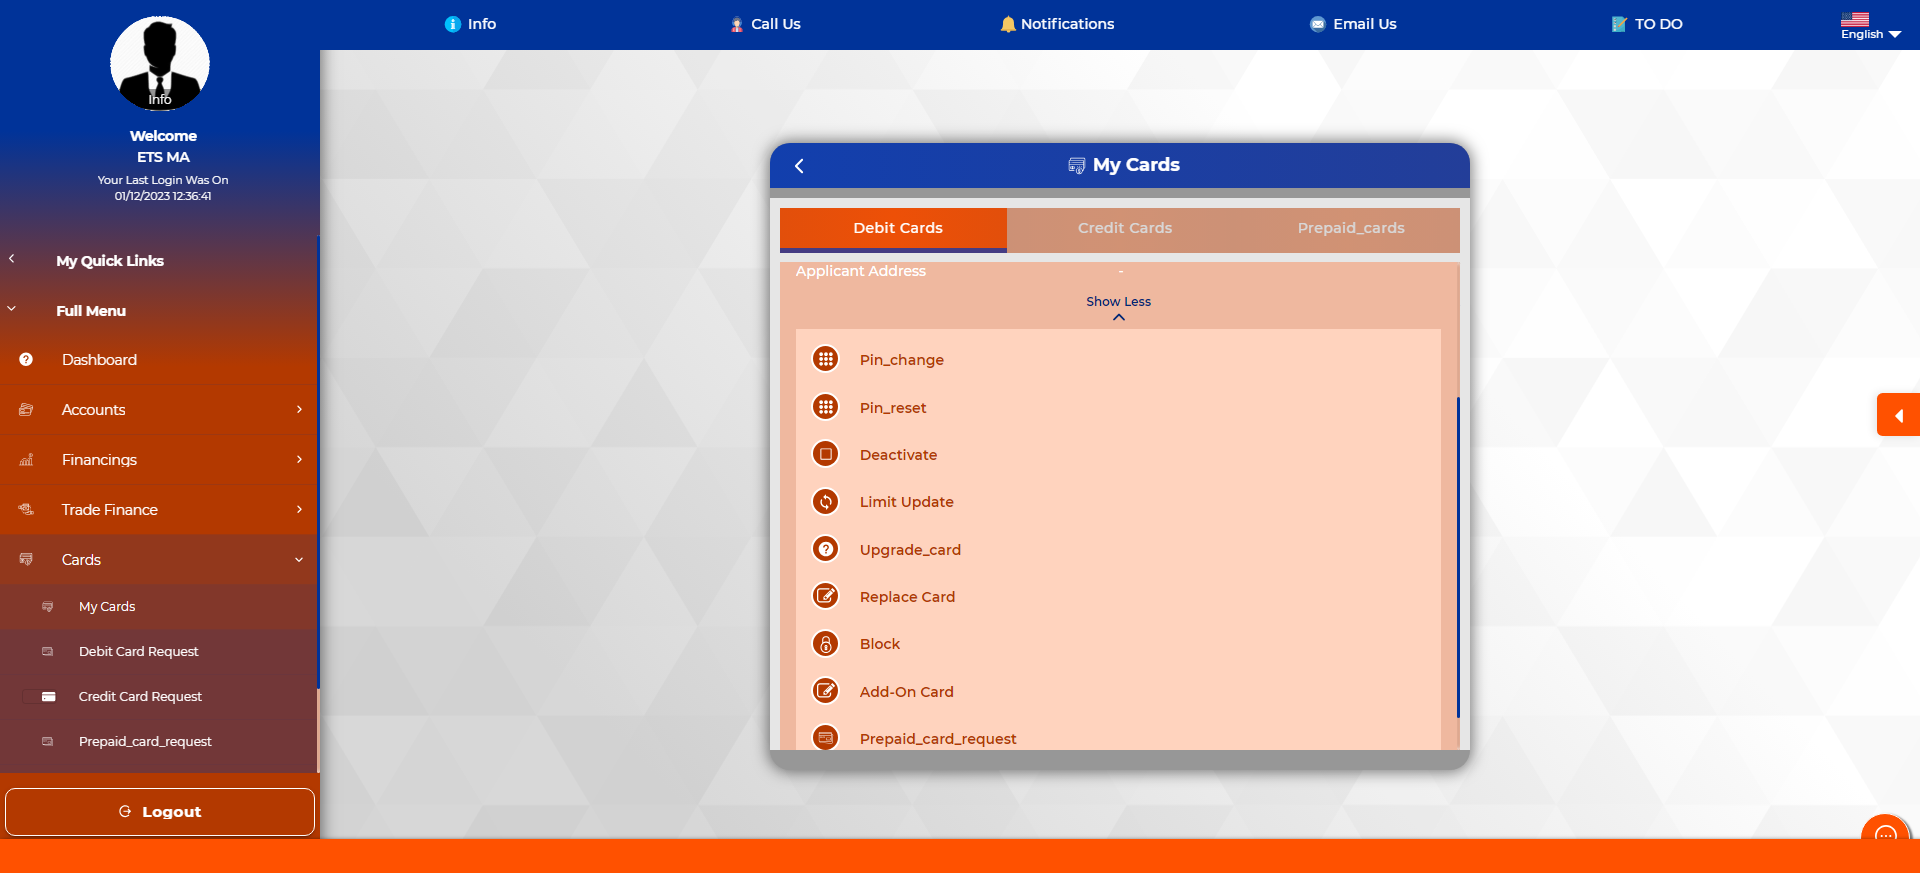 Info
Call Us
Notifications
Email Us
TO DO
English
Info
Welcome
ETS MA
Your Last Login Was On
01/12/2023 12:36:41
My Quick Links
Full Menu
Dashboard
Accounts
Financings
Trade Finance
Cards
My Cards
Debit Card Request
Credit Card Request
Prepaid_card_request
Logout
My Cards
Debit Cards
Credit Cards
Prepaid_cards
Applicant Address -
Show Less
Pin_change
Pin_reset
Deactivate
Limit Update
Upgrade_card
Replace Card
Block
Add-On Card
Prepaid_card_request